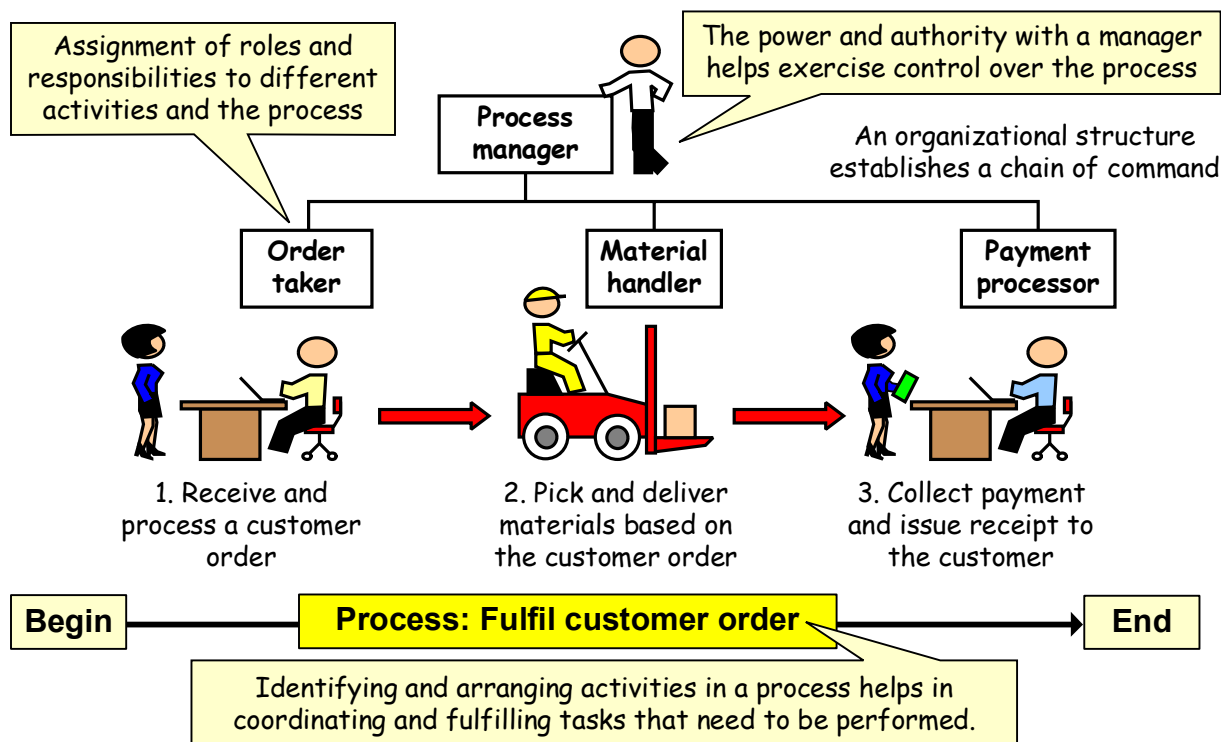 Assignment of roles and
responsibilities to different
activities and the process
The power and authority with a manager
helps exercise control over the process
Process
manager
An organizational structure
establishes a chain of command
Order
taker
Material
handler
Payment
processor
1. Receive and
process a customer
order
2. Pick and deliver
materials based on
the customer order
3. Collect payment
and issue receipt to
the customer
Begin
Process: Fulfil customer order
End
Identifying and arranging activities in a process helps in
coordinating and fulfilling tasks that need to be performed.